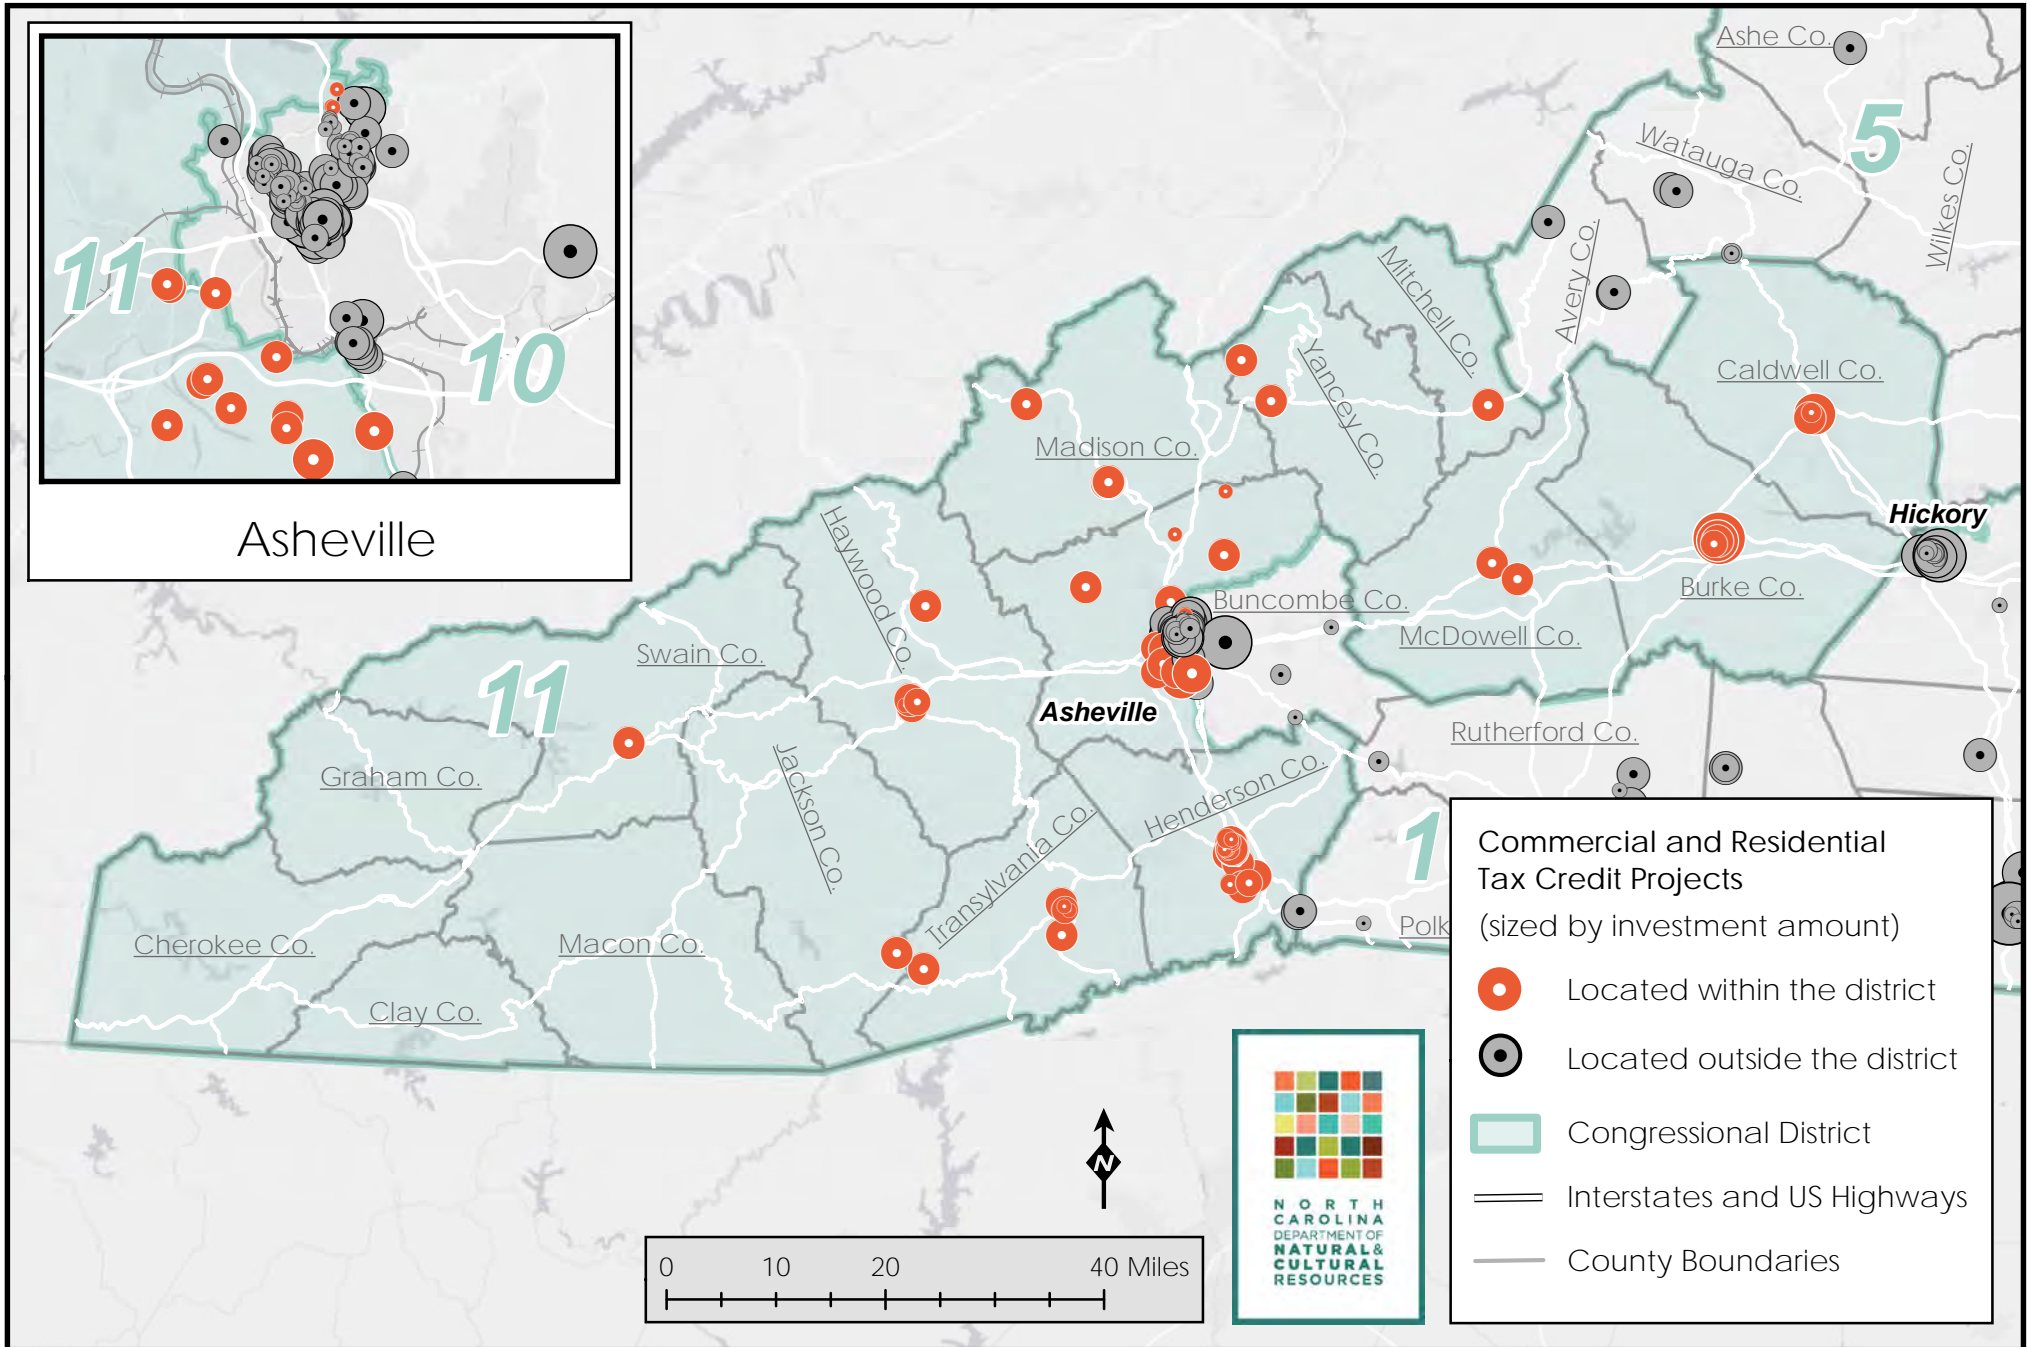 Asheville
11
10
Ashe Co.
5
Watauga Co.
Wilkes Co.
Avery Co.
Mitchell Co.
Yancey Co.
Caldwell Co.
Madison Co.
Hickory
Haywood Co.
Burke Co.
Buncombe Co.
McDowell Co.
Swain Co.
11
Asheville
Rutherford Co.
Graham Co.
Jackson Co.
Henderson Co.
Transylvania Co.
1
Polk
Cherokee Co.
Macon Co.
Clay Co.
Commercial and Residential
Tax Credit Projects
(sized by investment amount)
Located within the district
Located outside the district
Congressional District
Interstates and US Highways
County Boundaries
N
NORTH
CAROLINA
DEPARTMENT OF
NATURAL &
CULTURAL
RESOURCES
0 10 20 40 Miles